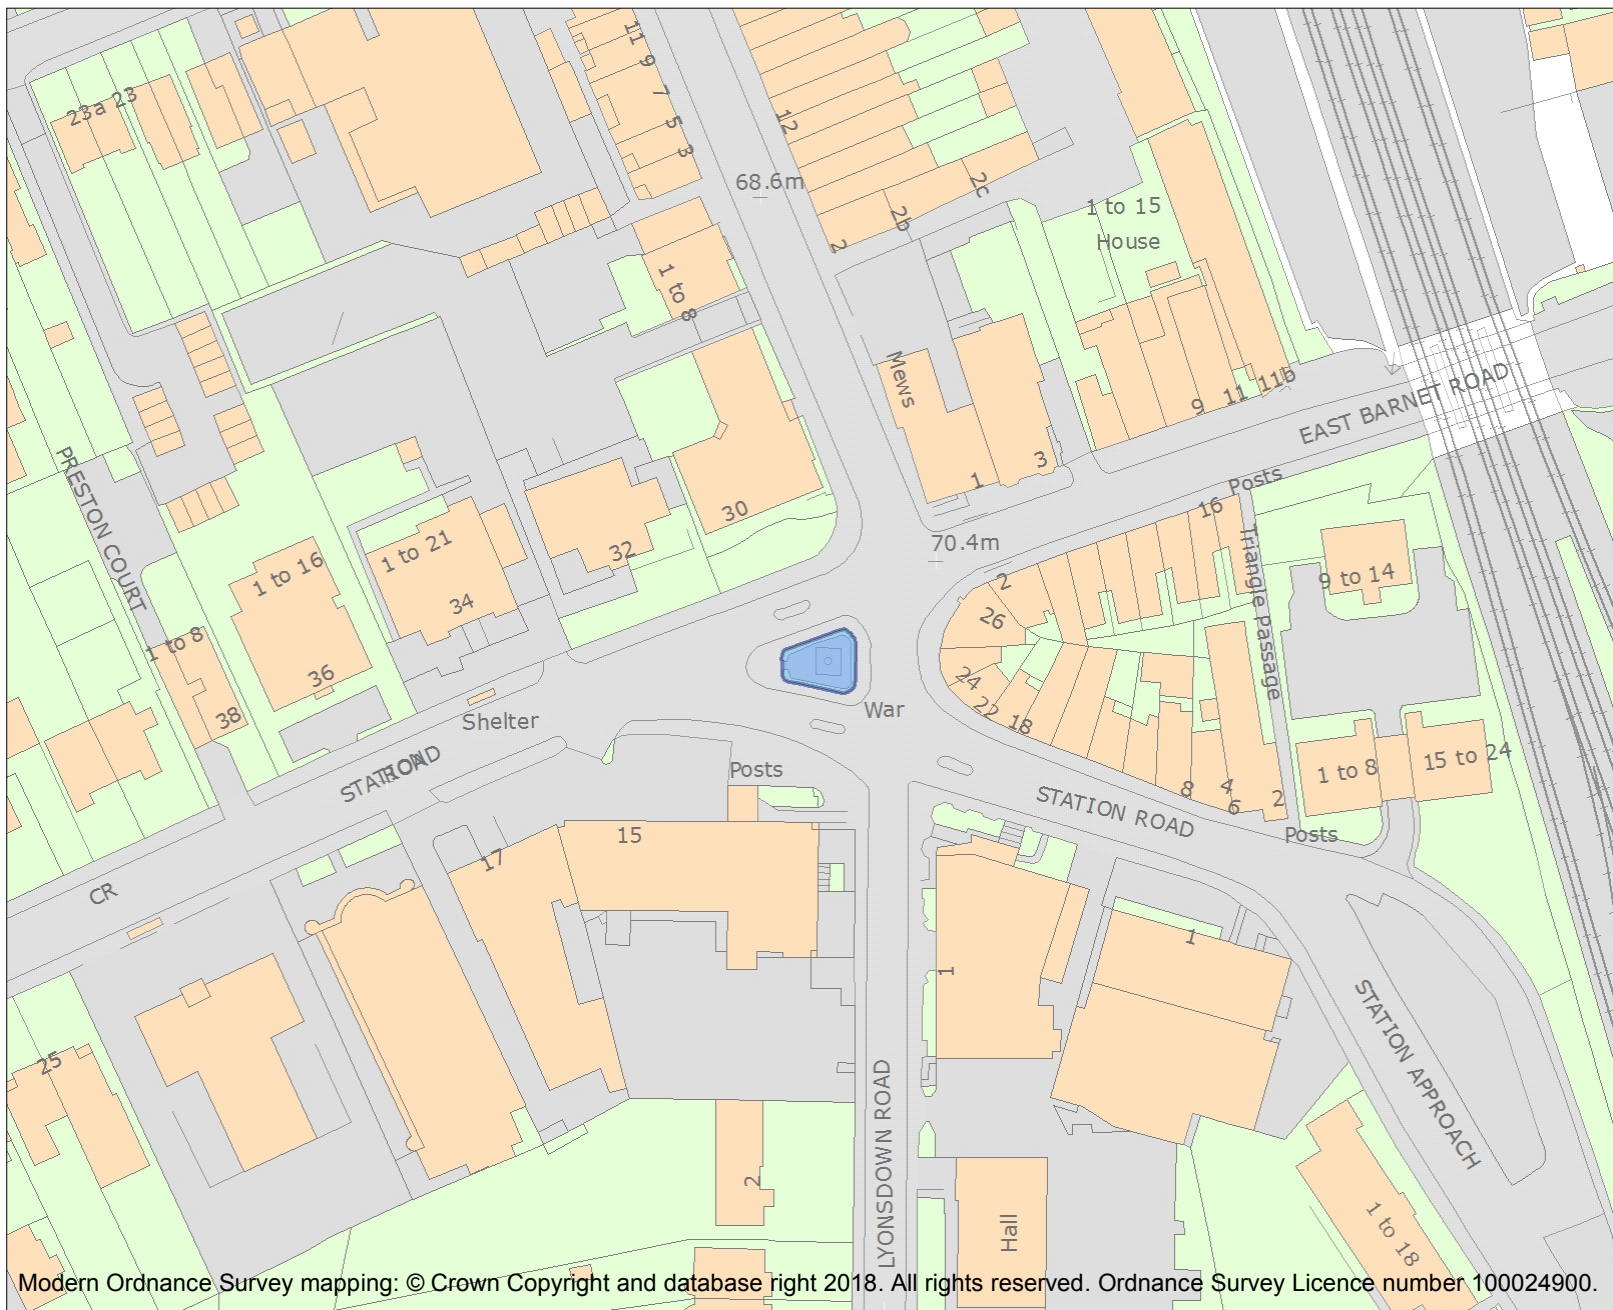 11
9
7
5
3
23a 23
12
68.6m
2c
2b
2
1 to 15
House
1 to 8
Mews
9
11
11b
EAST BARNET ROAD
3
1
Posts
16
PRESTON COURT
30
32
1 to 21
34
1 to 16
36
1 to 8
38
70.4m
2
26
24
22
18
Triangle Passage
9 to 14
War
Shelter
STATION
ROAD
Posts
8
4
6
2
1 to 8
15 to 24
STATION ROAD
Posts
15
17
CR
1
1
25
STATION APPROACH
LYONSDOWN ROAD
2
Hall
1 to 18
Modern Ordnance Survey mapping: © Crown Copyright and database right 2018. All rights reserved. Ordnance Survey Licence number 100024900.